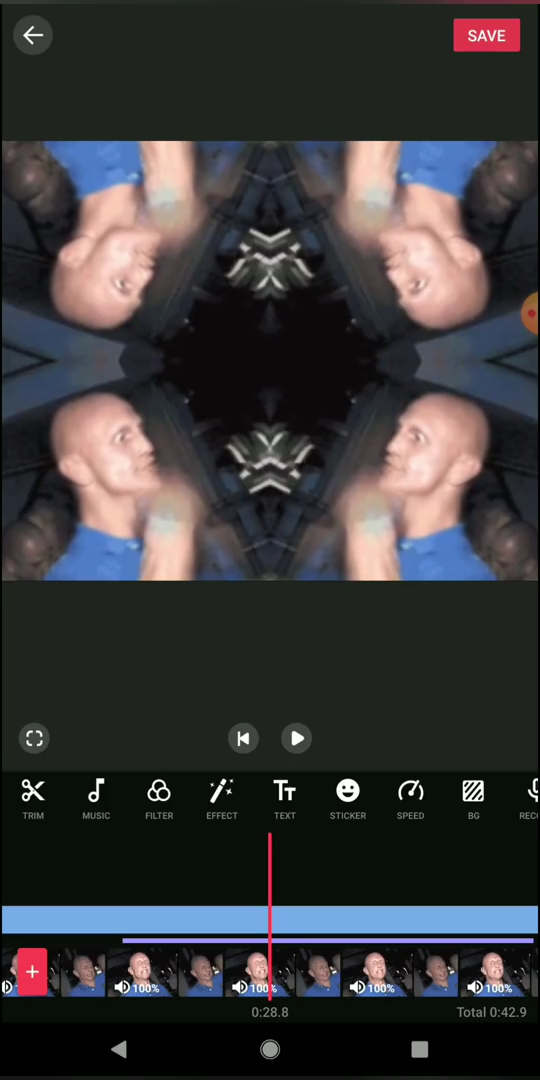 SAVE
TRIM MUSIC FILTER EFFECT TEXT STICKER SPEED BG RECO
100% 100% 100% 100%
0:28.8 Total 0:42.9